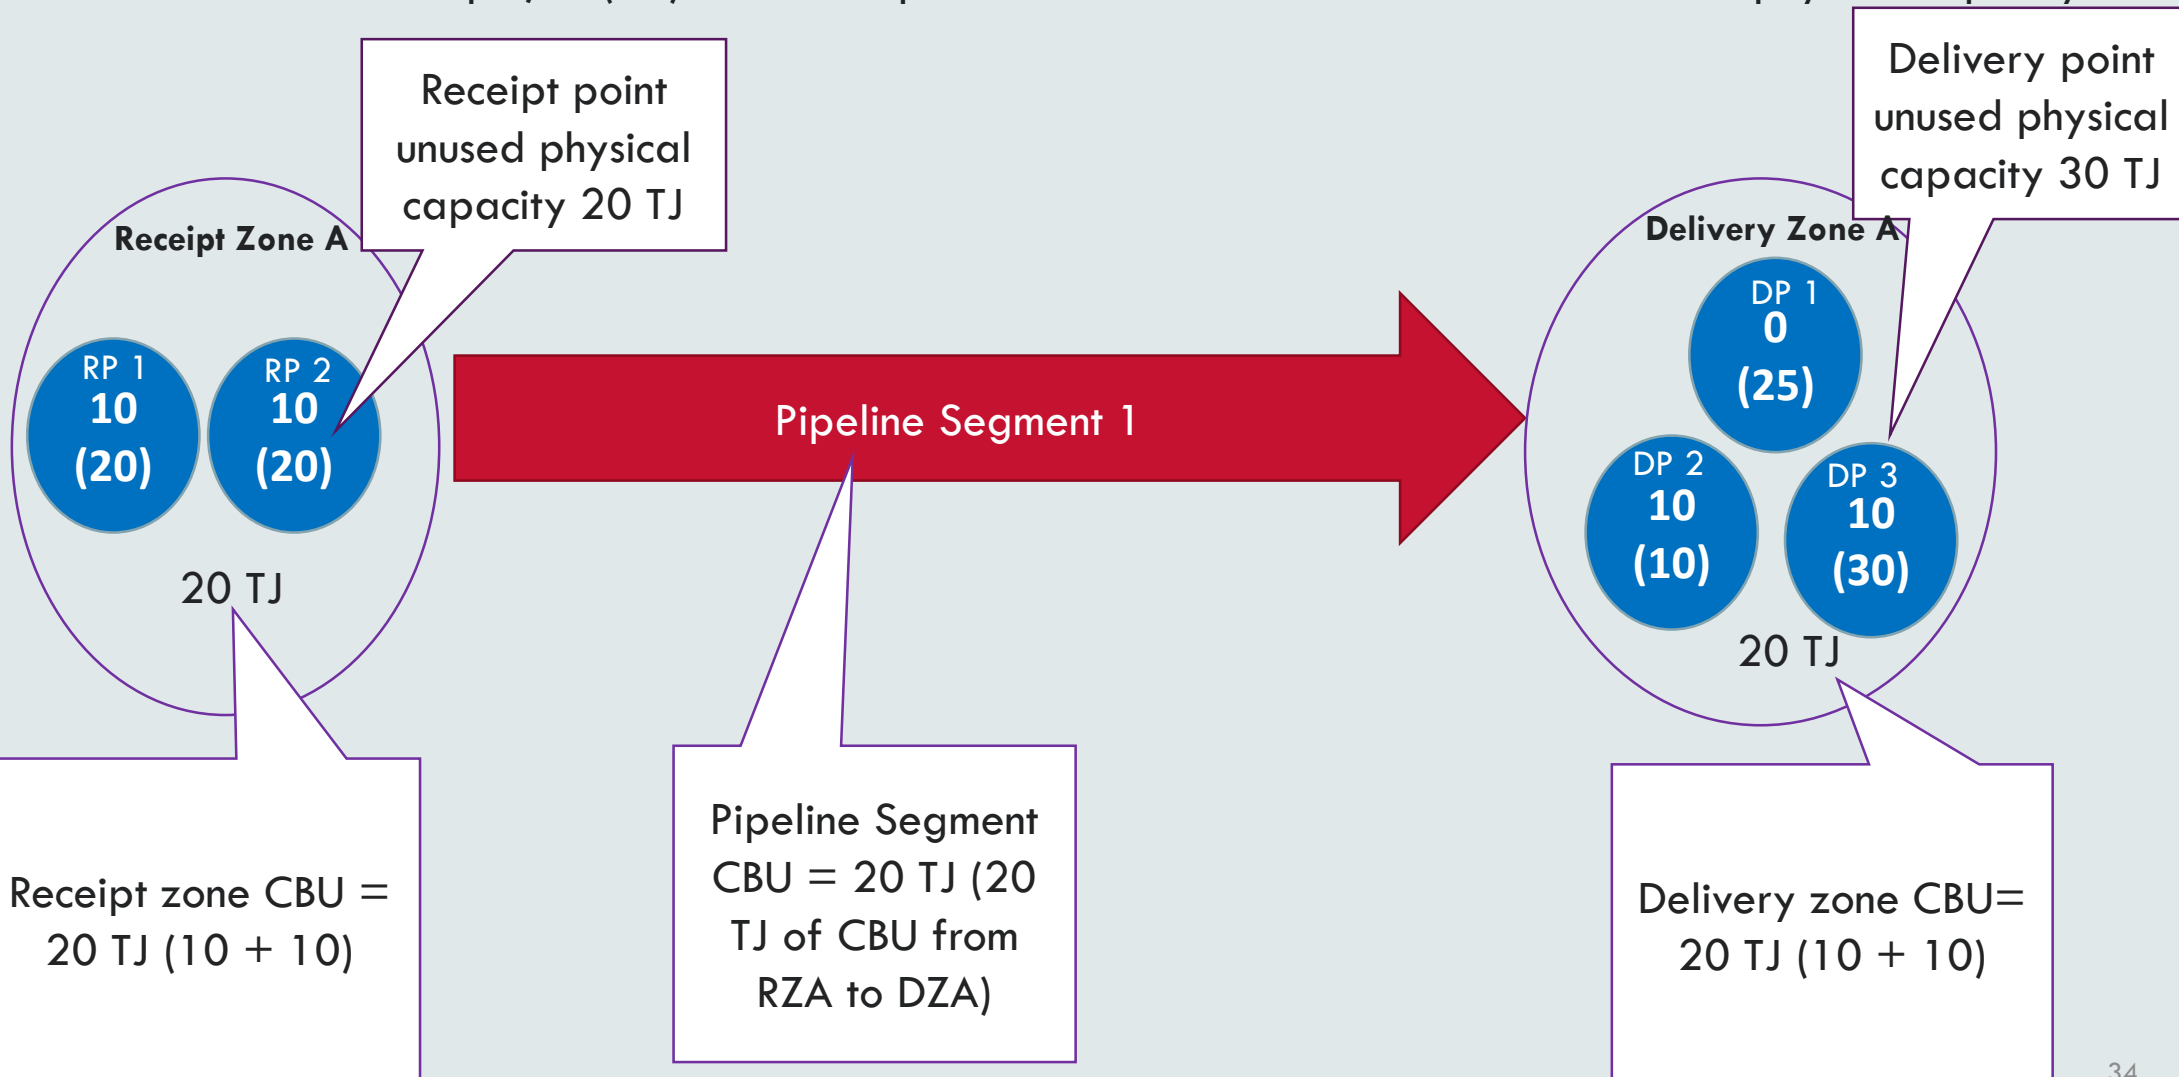 Receipt point
unused physical
capacity 20 TJ
Delivery point
unused physical
capacity 30 TJ
Receipt Zone A
RP 1
10
(20)
RP 2
10
(20)
20 TJ
Pipeline Segment 1
Delivery Zone A
DP 1
0
(25)
DP 2
10
(10)
DP 3
10
(30)
20 TJ
Receipt zone CBU =
20 TJ (10 + 10)
Pipeline Segment
CBU = 20 TJ (20
TJ of CBU from
RZA to DZA)
Delivery zone CBU=
20 TJ (10 + 10)
34